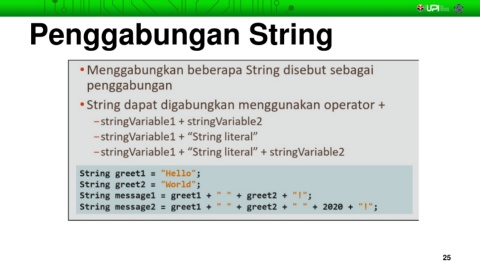 UPI
Penggabungan String
•Menggabungkan beberapa String disebut sebagai
penggabungan
•String dapat digabungkan menggunakan operator +
–stringVariable1 + stringVariable2
–stringVariable1 + “String literal”
–stringVariable1 + “String literal” + stringVariable2
String greet1 = "Hello";
String greet2 = "World";
String message1 = greet1 + " " + greet2 + "!";
String message2 = greet1 + " " + greet2 + " " + 2020 + "!";
25